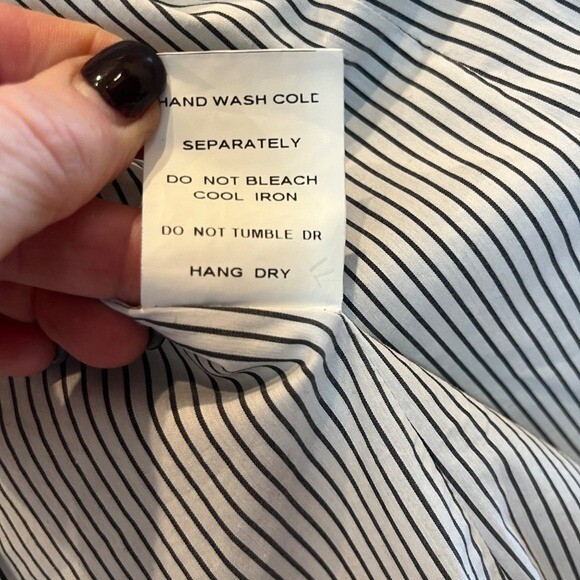 HAND WASH COLD
SEPARATELY
DO NOT BLEACH
COOL IRON
DO NOT TUMBLE DR
HANG DRY